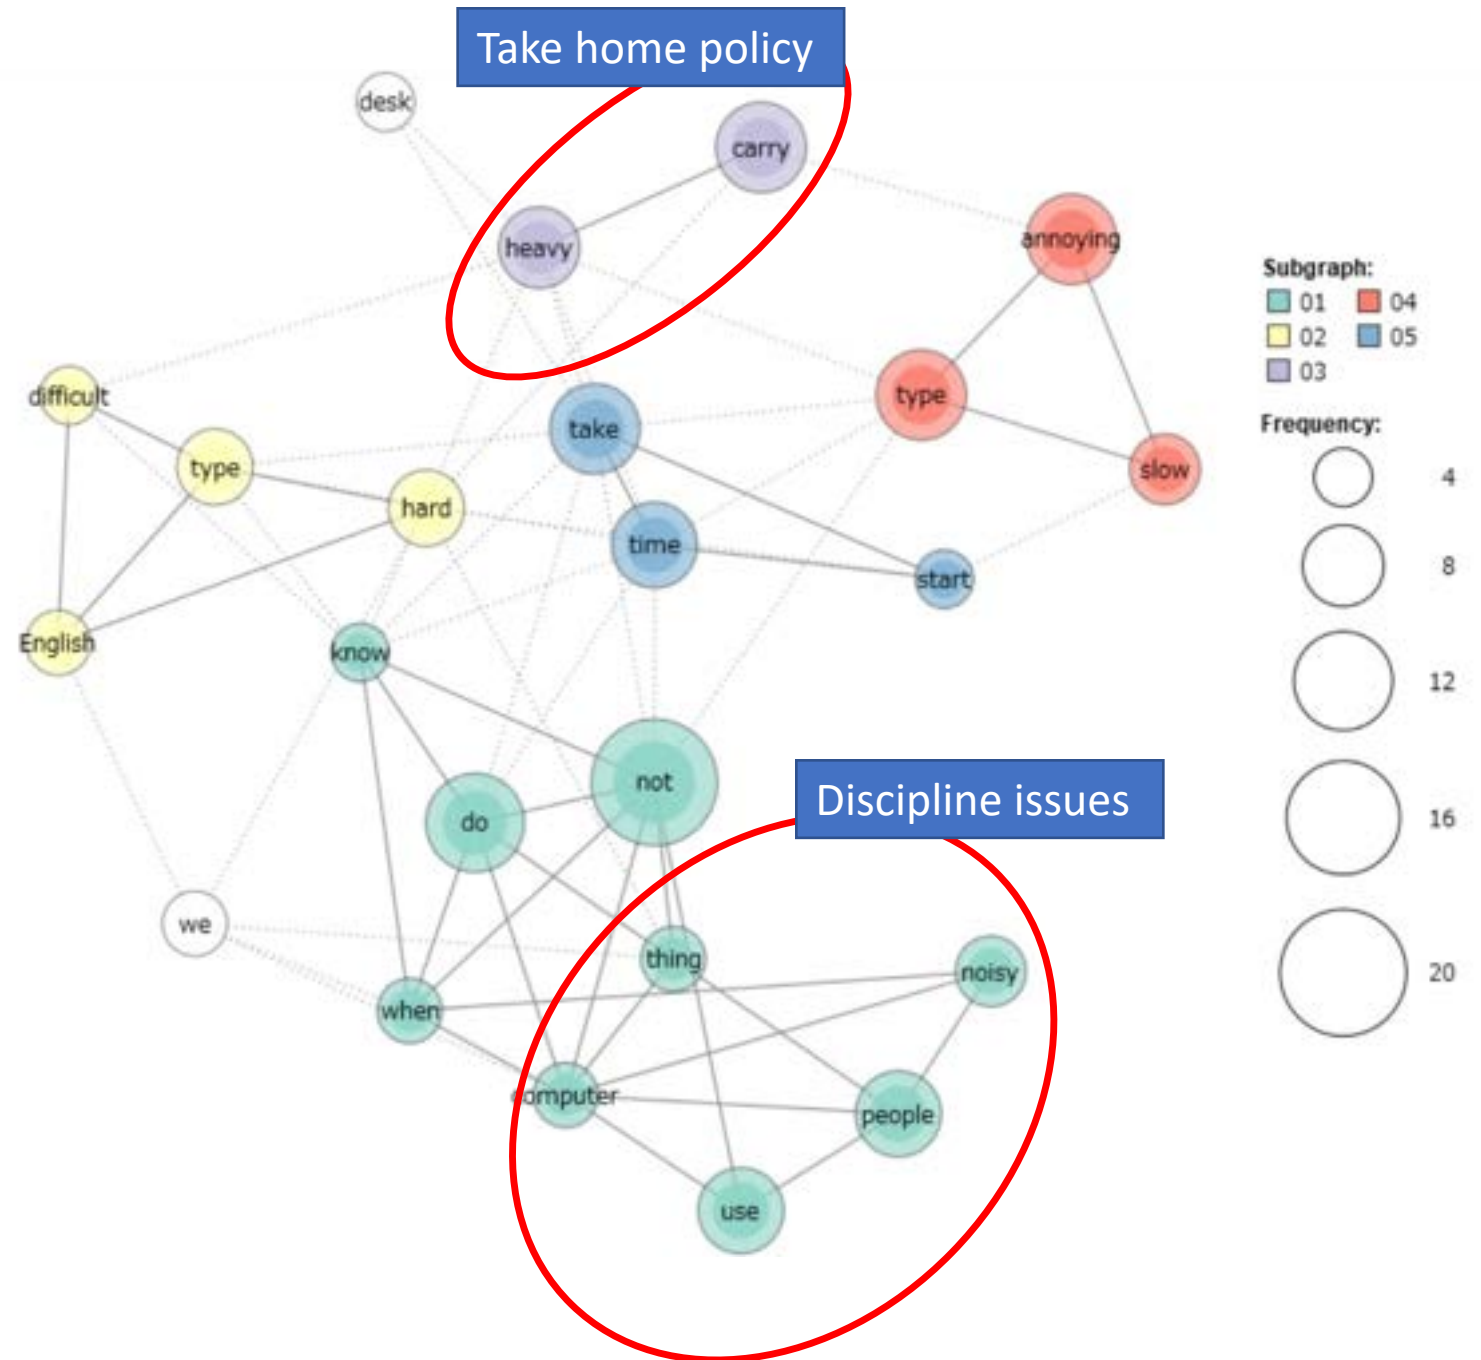 Take home policy
desk
carry
heavy
annoying
Subgraph:
01 04
02 05
03
difficult
type
take
type
Frequency:
hard
slow
4
time
8
start
English
know
12
not
do
Discipline issues
16
we
thing
noisy
20
when
computer
people
use